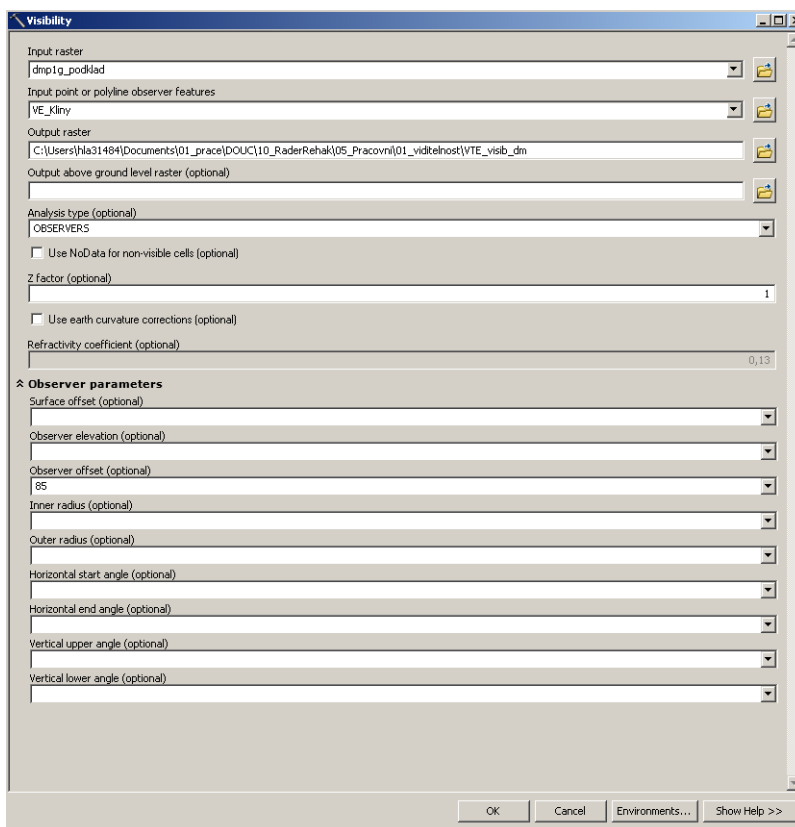 Visibility
Input raster
dmp1g_podklad
Input point or polyline observer features
VE_Kliny
Output raster
C:\Users\hla31484\Documents\01_prace\DOUC\10_RaderRehak\05_Pracovni\01_viditelnost\VTE_visib_dm
Output above ground level raster (optional)
Analysis type (optional)
OBSERVERS
Use NoData for non-visible cells (optional)
Z factor (optional)
1
Use earth curvature corrections (optional)
Refractivity coefficient (optional)
0,13
Observer parameters
Surface offset (optional)
Observer elevation (optional)
Observer offset (optional)
85
Inner radius (optional)
Outer radius (optional)
Horizontal start angle (optional)
Horizontal end angle (optional)
Vertical upper angle (optional)
Vertical lower angle (optional)
OK Cancel Environments... Show Help >>